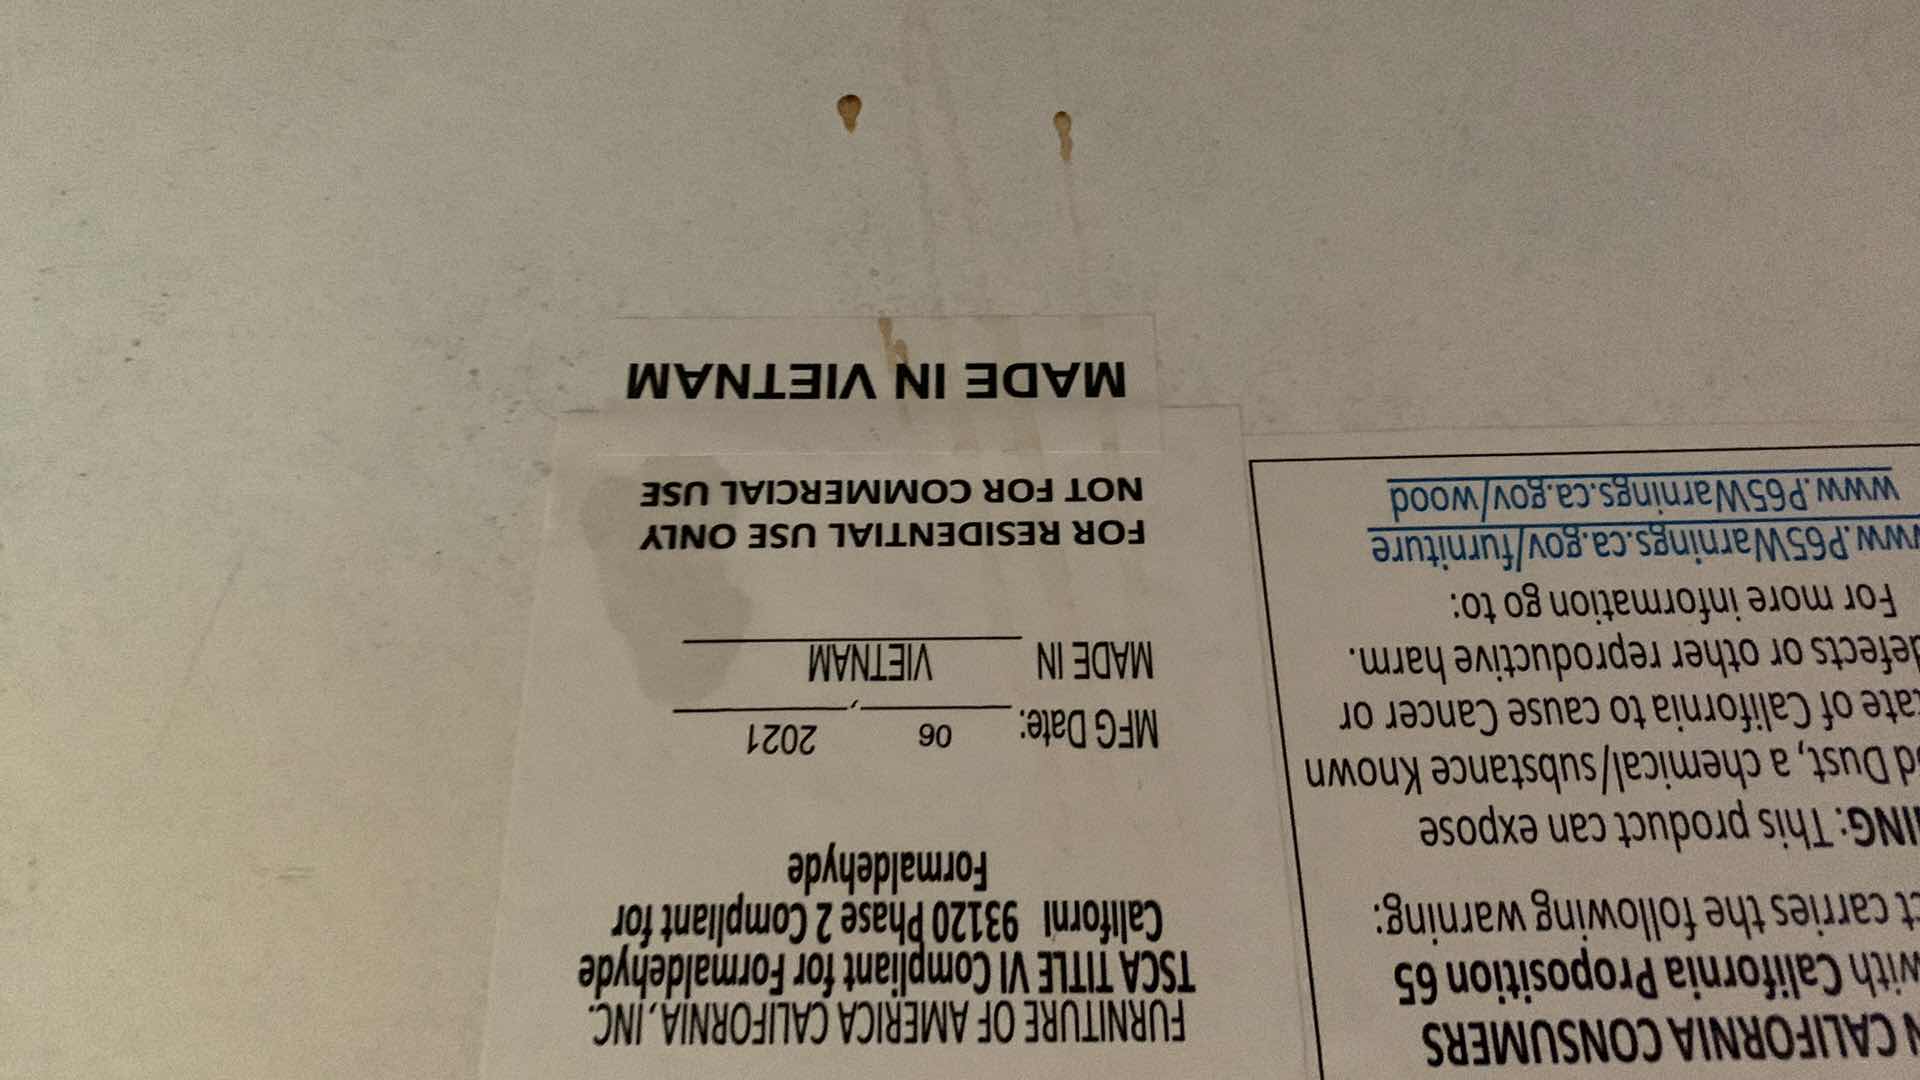 FURNITURE OF AMERICA CALIFORNIA, INC.
TSCA TITLE VI Compliant for Formaldehyde
Californi 93120 Phase 2 Compliant for
Formaldehyde
MFG Date: 06, 2021
MADE IN VIETNAM
FOR RESIDENTIAL USE ONLY
NOT FOR COMMERCIAL USE
MADE IN VIETNAM
CALIFORNIA CONSUMERS
with California Proposition 65
carries the following warning:
This product can expose
Dust, a chemical/substance Known
of California to cause Cancer or
defects or other reproductive harm.
For more information go to:
www.P65Warnings.ca.gov/furniture
www.P65Warnings.ca.gov/wood